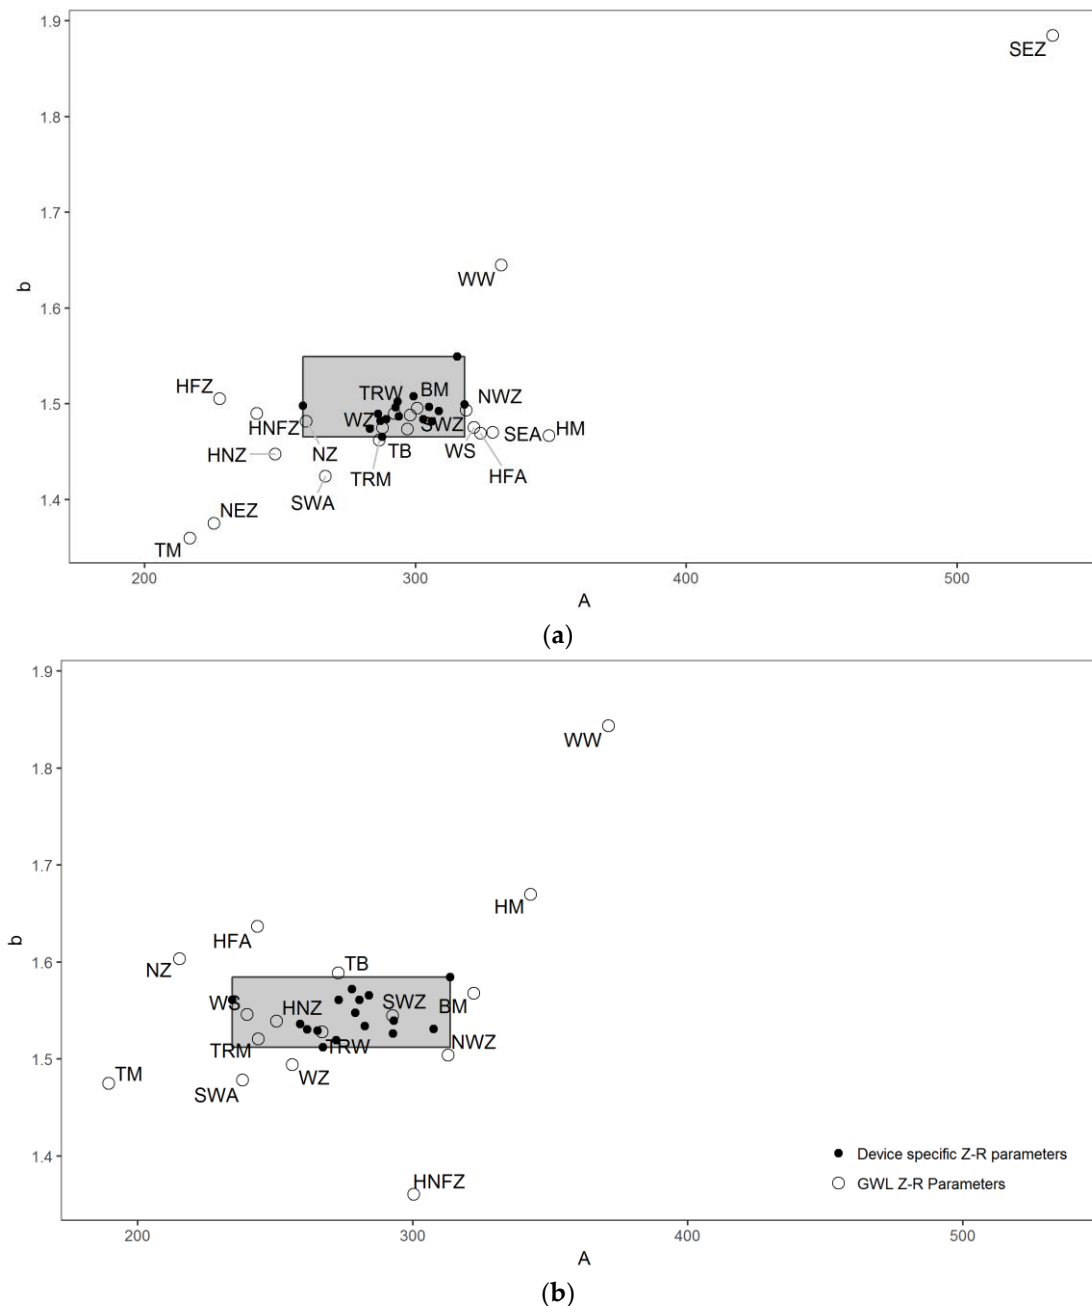 1.9
SEZ
1.8
1.7
WW
1.6
b
HFZ
TRW
BM
NWZ
1.5
HNFZ
WZ
SWZ
SEA
HM
HNZ
NZ
TB
WS
TRM
HFA
SWA
1.4
NEZ
TM
200
300
400
500
A
(a)
1.9
WW
1.8
1.7
HM
HFA
b
NZ
TB
1.6
WS
HNZ
SWZ
BM
TRM
TRW
NWZ
1.5
TM
WZ
SWA
1.4
HNFZ
Device specific Z-R parameters
GWL Z-R Parameters
200
300
400
500
A
(b)